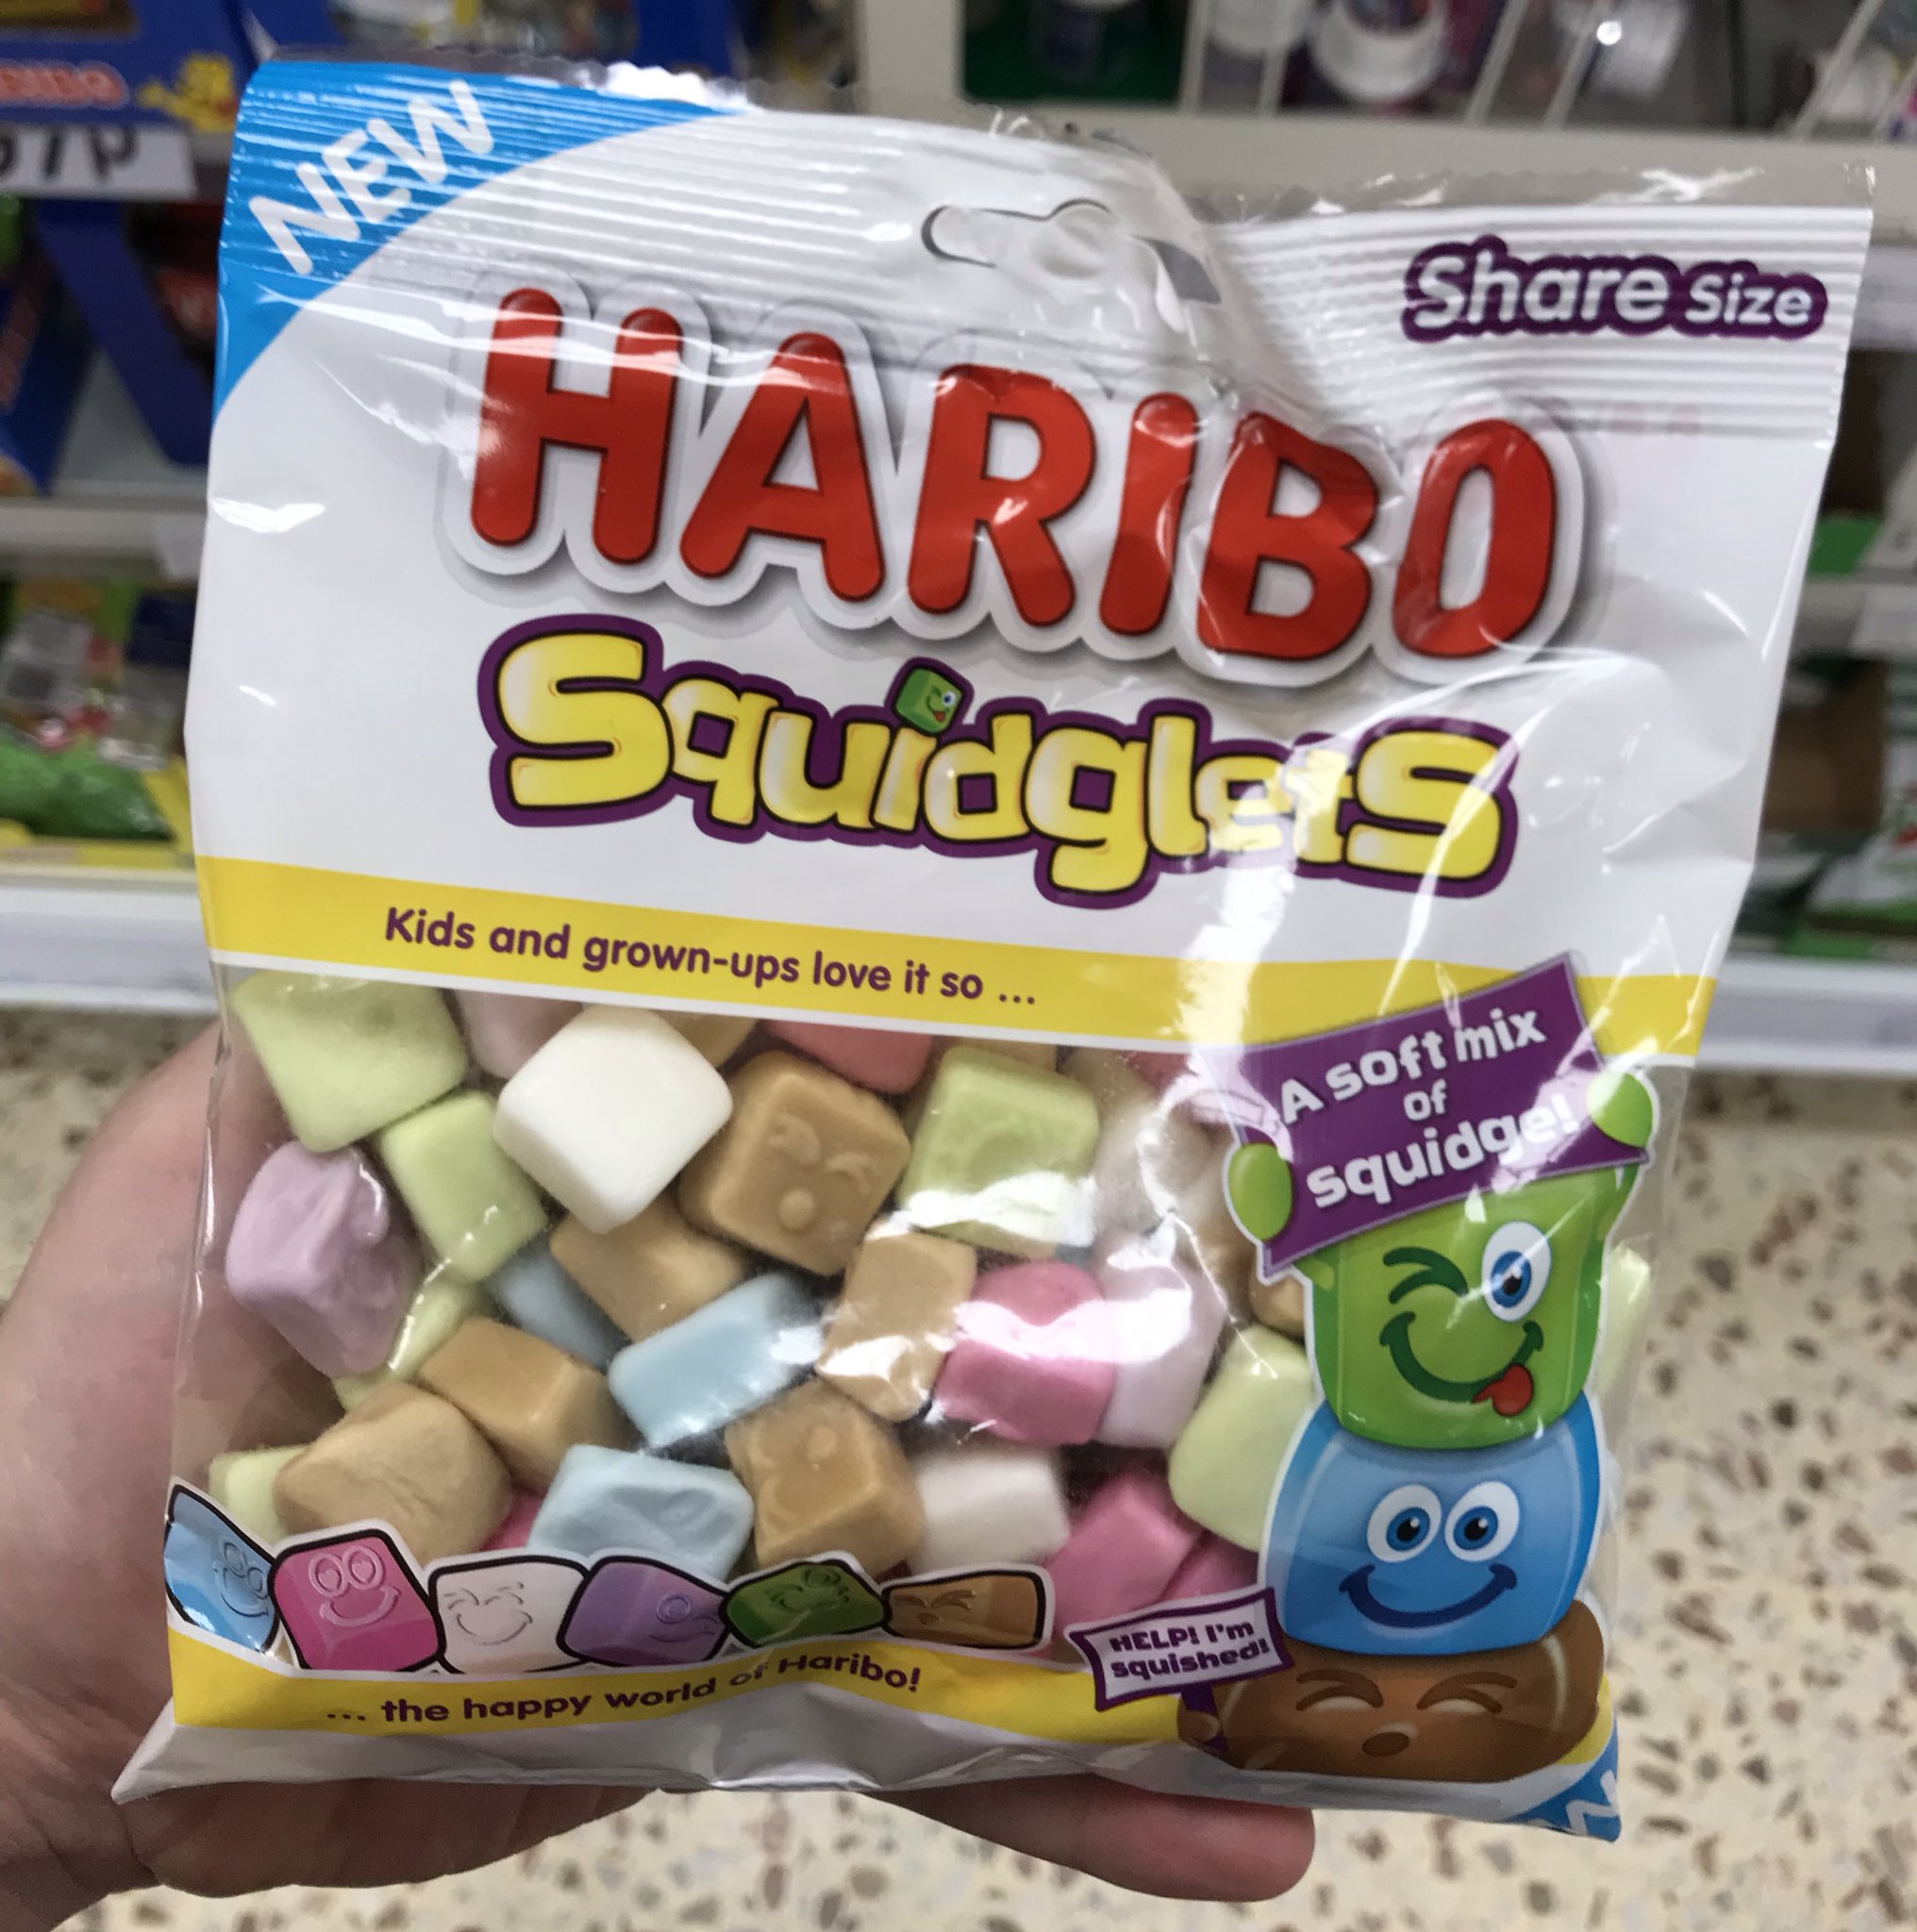 NEW
Share Size
HARIBO
Squidglets
Kids and grown-ups love it so ...
A soft mix
of
squidge!
HELP! I'm
squished!
... the happy world of Haribo!